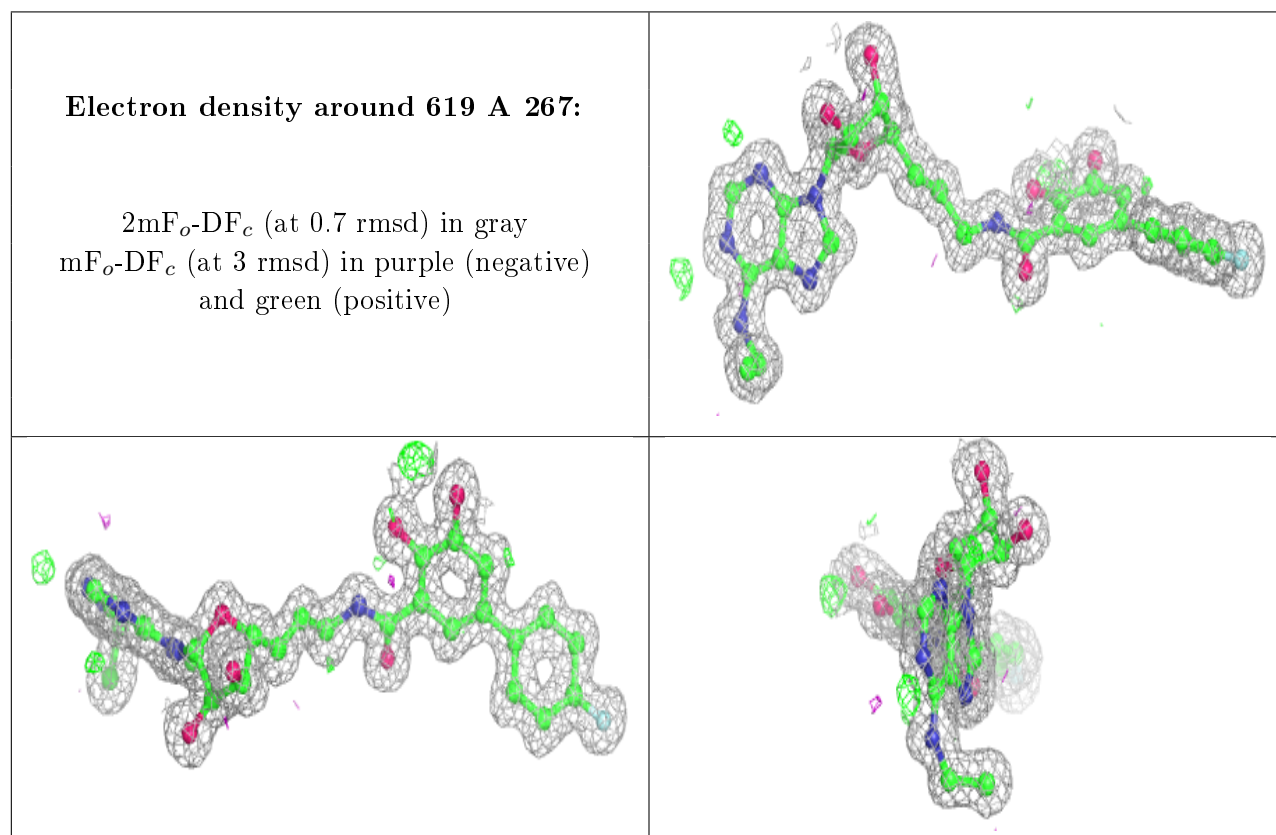 Electron density around 619 A 267:
2mFo-DFc (at 0.7 rmsd) in gray
mFo-DFc (at 3 rmsd) in purple (negative)
and green (positive)